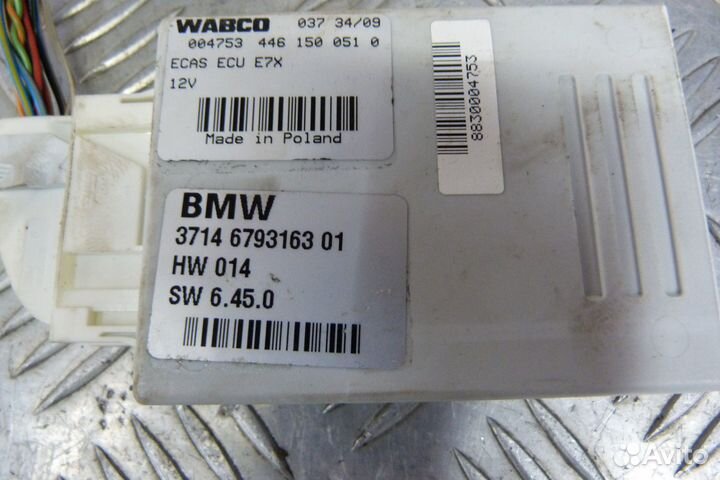 WABCO 037 34/09
004753 446 150 051 0
ECAS ECU E7X
12V
Made in Poland
8830004753
BMW
3714 6793163 01
HW 014
SW 6.45.0
Avito